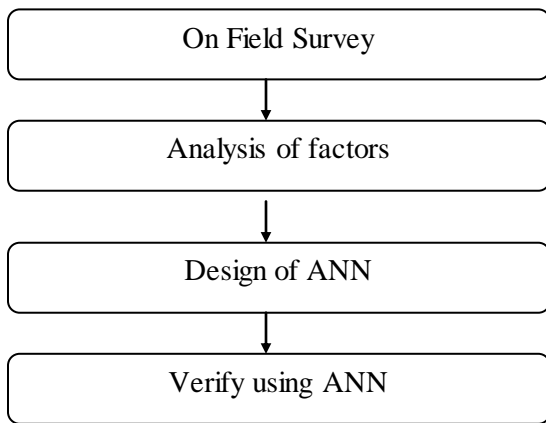 On Field Survey
Analysis of factors
Design of ANN
Verify using ANN